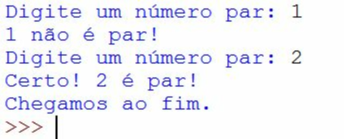 Digite um número par: 1
1 não é par!
Digite um número par: 2
Certo! 2 é par!
Chegamos ao fim.
>>>